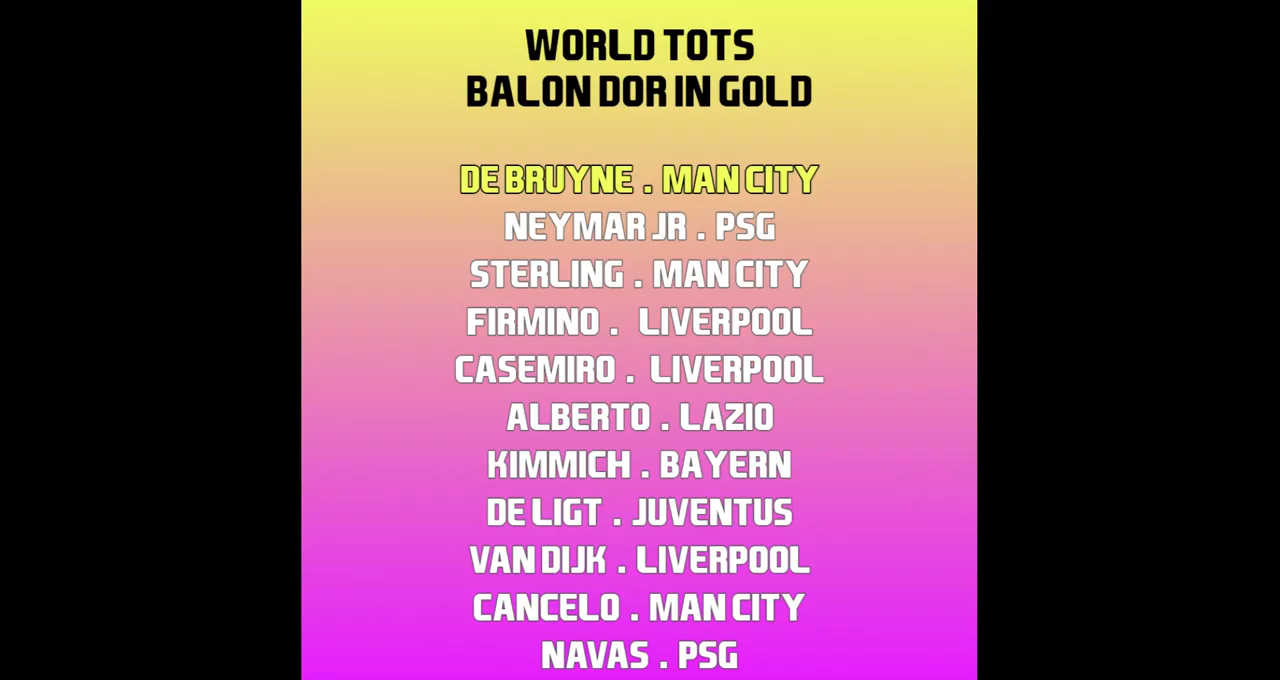 WORLD TOTS
BALON DOR IN GOLD
DE BRUYNE . MAN CITY
NEYMAR JR . PSG
STERLING . MAN CITY
FIRMINO . LIVERPOOL
CASEMIRO . LIVERPOOL
ALBERTO . LAZIO
KIMMICH . BAYERN
DE LIGT . JUVENTUS
VAN DIJK . LIVERPOOL
CANCELO . MAN CITY
NAVAS . PSG